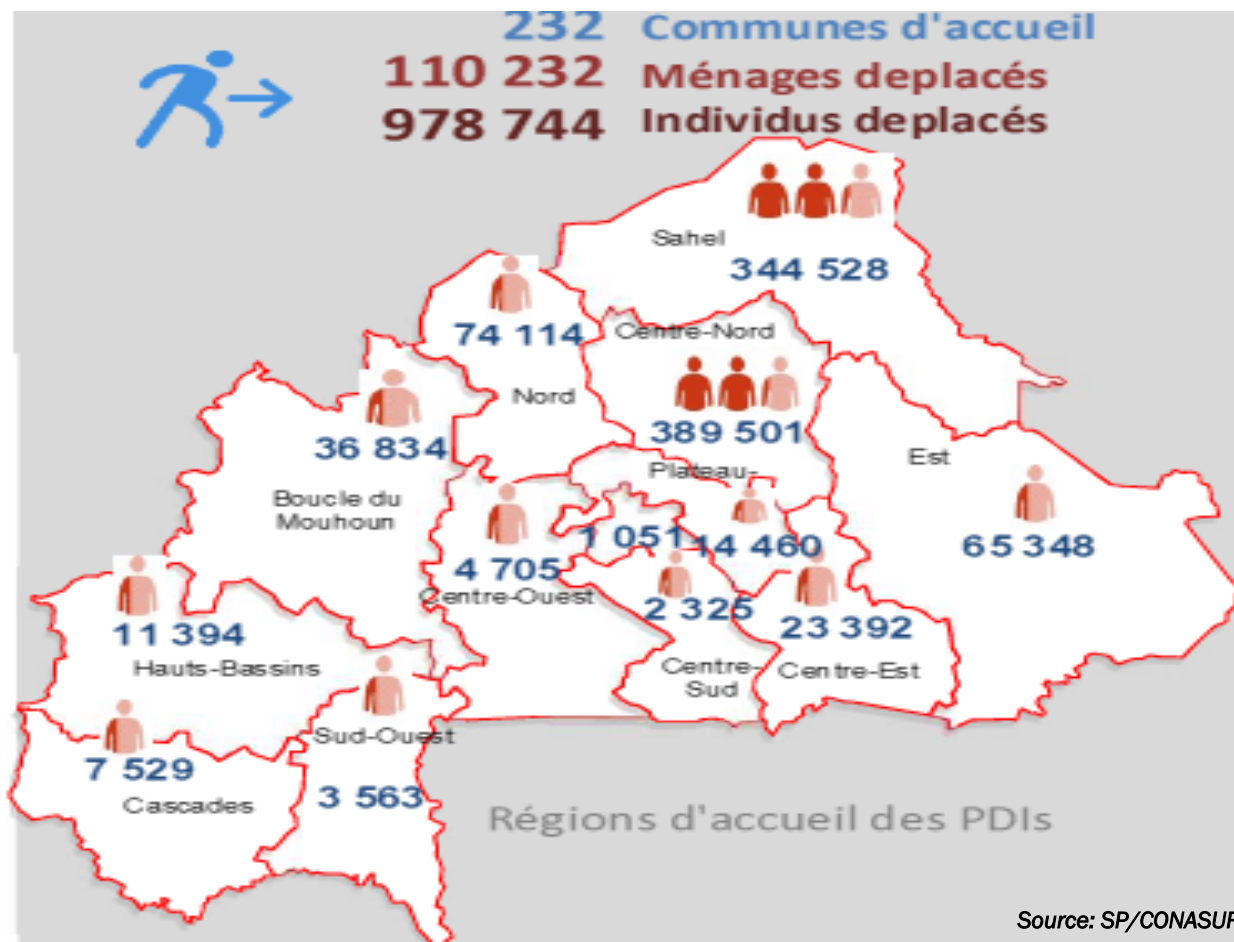 232 Communes d'accueil
110 232 Ménages deplacés
978 744 Individus deplacés
Sahel
344 528
74 114
Centre-Nord
Nord
36 834
389 501
Est
Plateau-
Boucle du
Mouhoun
1 051
14 460
65 348
4 705
Centre-Ouest
2 325
23 392
11 394
Hauts-Bassins
Centre-
Sud
Centre-Est
Sud-Ouest
7 529
Cascades
3 563
Régions d'accueil des PDIs
Source: SP/CONASUR